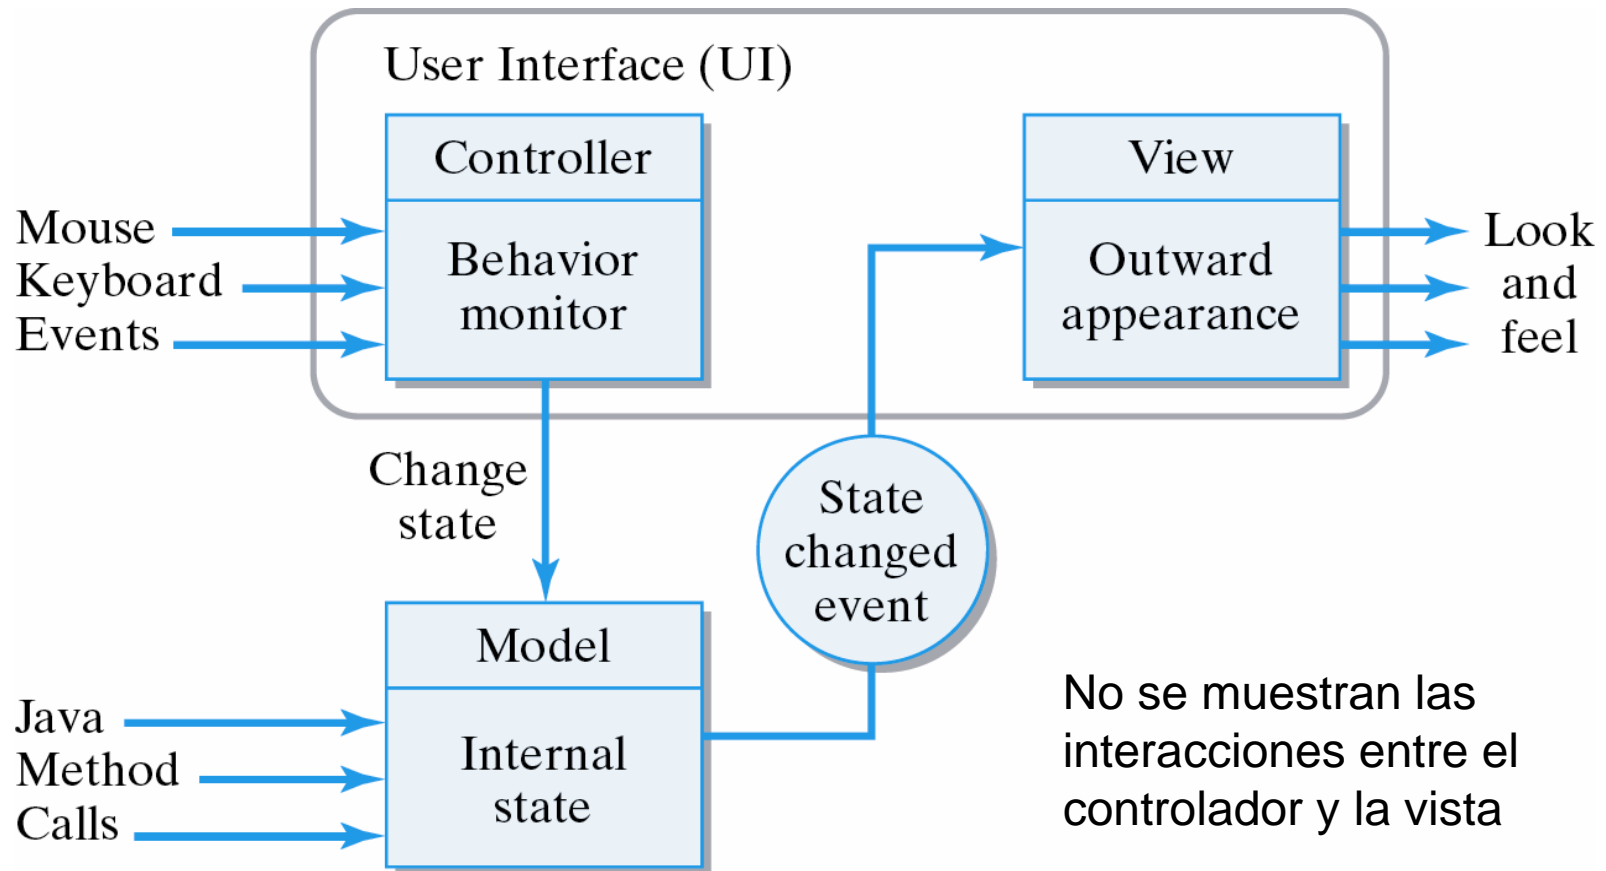 User Interface (UI)
Controller
Behavior
monitor
Mouse
Keyboard
Events
View
Outward
appearance
Look
and
feel
Change
state
State
changed
event
Model
Internal
state
Java
Method
Calls
No se muestran las
interacciones entre el
controlador y la vista